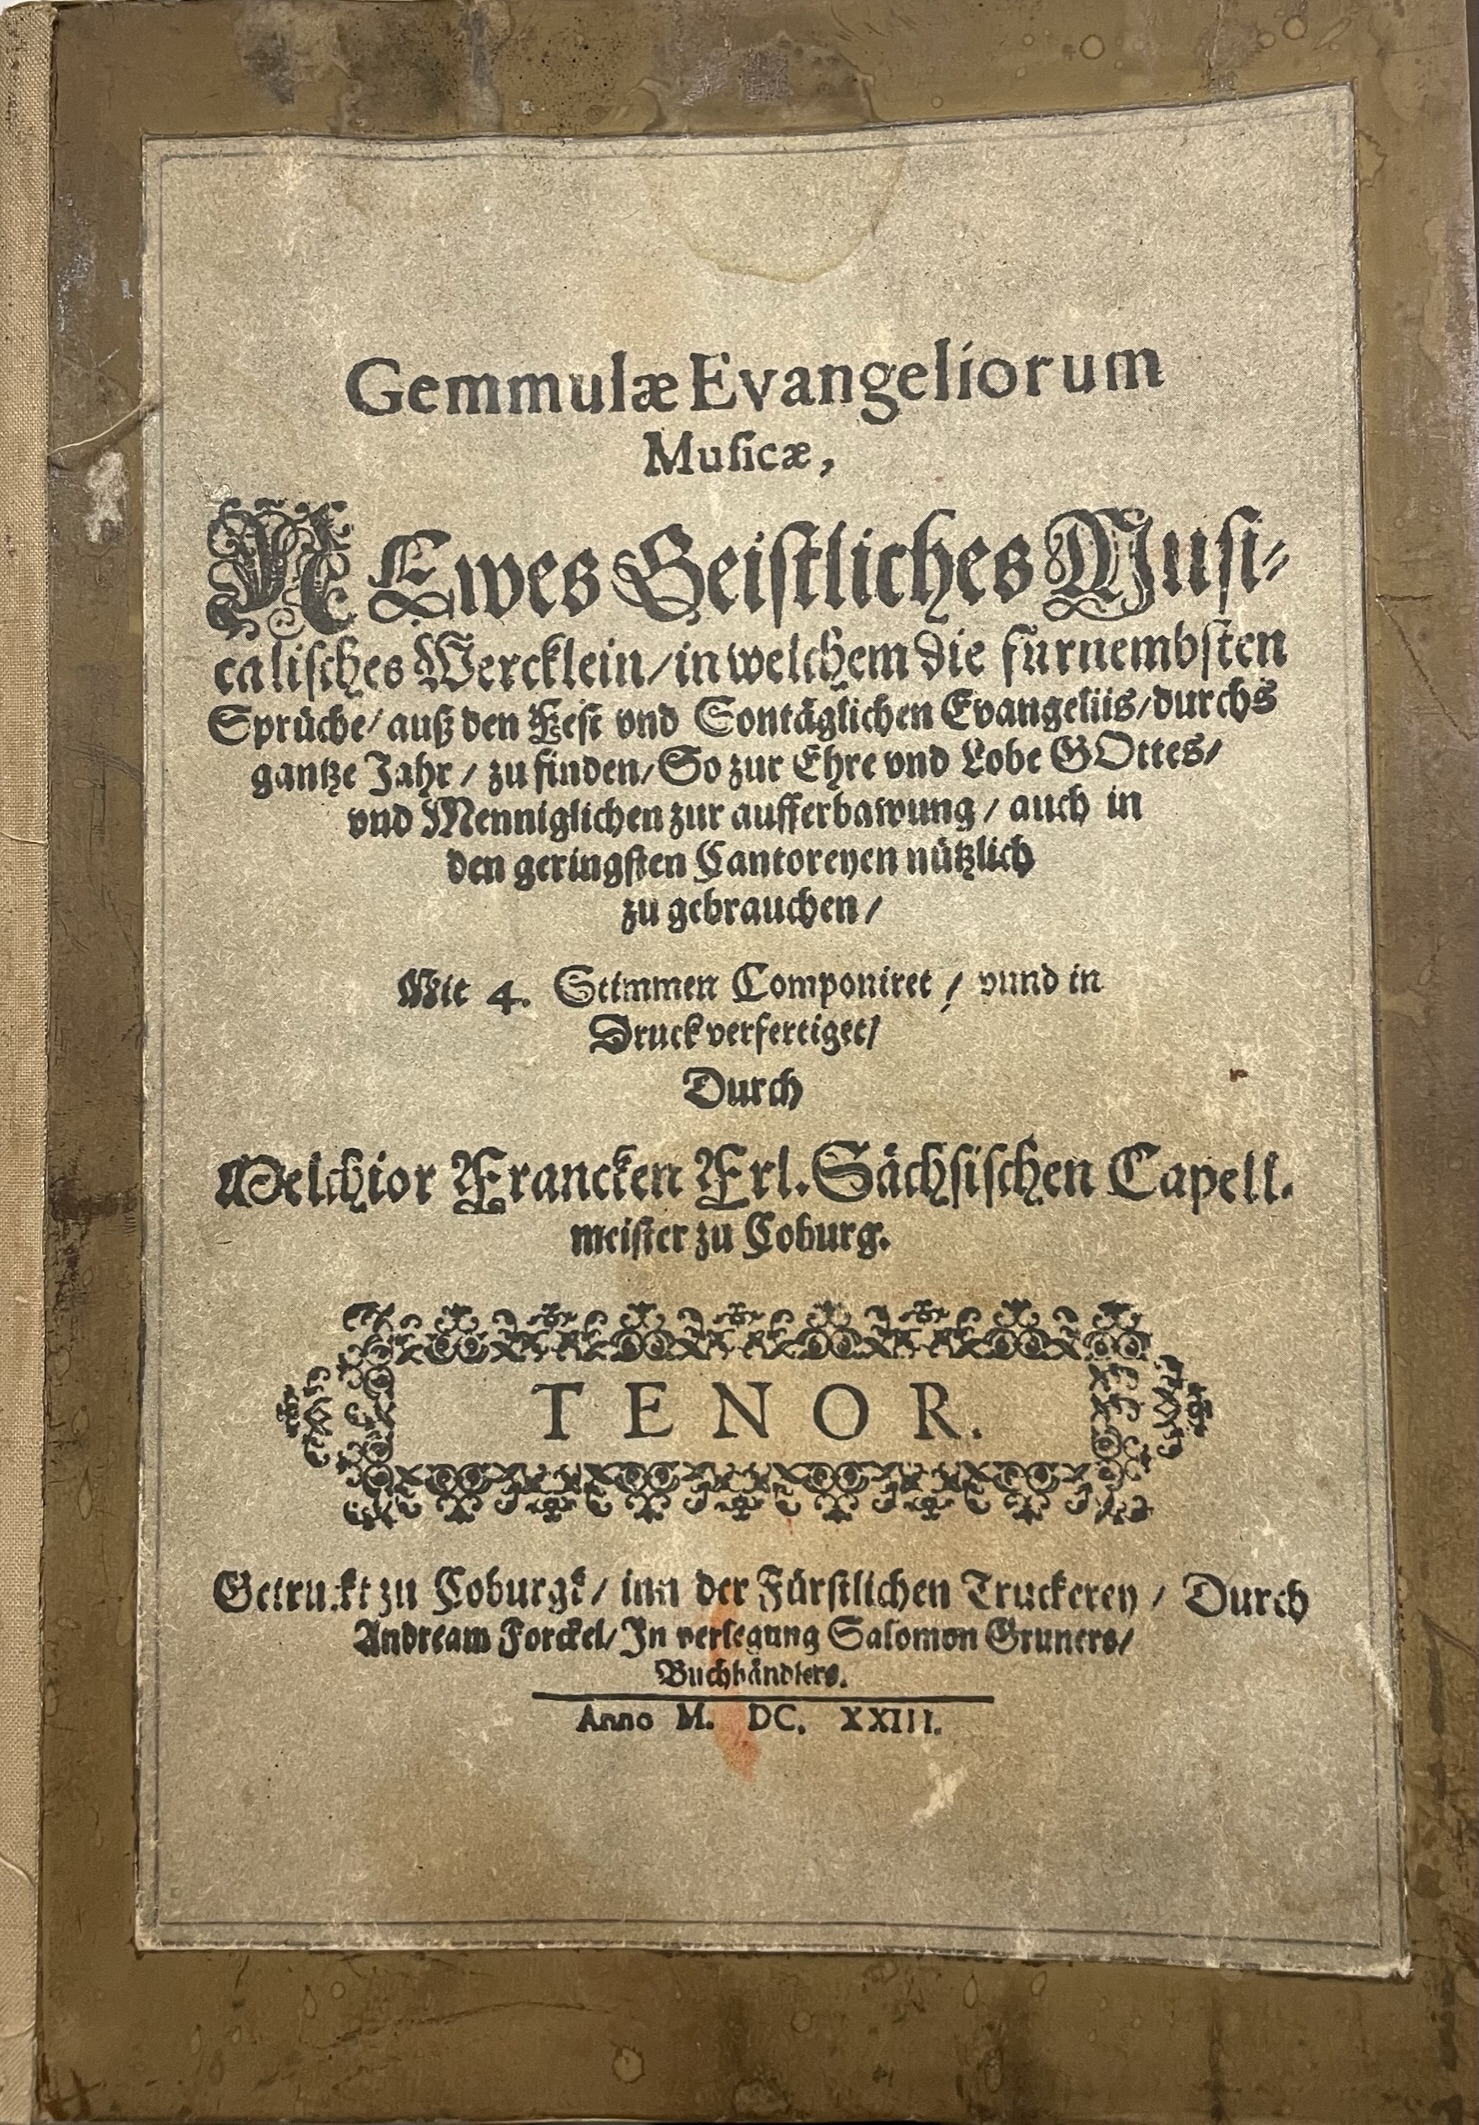 Gemmulæ Evangeliorum
Muſicæ,
NEwes Geiſtliches Muſi⸗
caliſches Wercklein/ in welchem die fürnembſten
Sprüche/ auß den Feſt vnd Sontäglichen Evangeliis/ durchs
gantze Jahr/ zu finden/ So zur Ehre vnd Lobe GOttes/
vnd Menniglichen zur aufferbawung/ auch in
den geringſten Cantoreyen nützlich
zu gebrauchen/
Mit 4. Stimmen Componiret/ vnnd in
Druck verfertiget/
Durch
Melchior Francken Frl. Sächſiſchen Capell.
meiſter zu Coburg.
TENOR.
Getruckt zu Coburgk/ inn der Fürſtlichen Truckerey/ Durch
Andream Forckel/ In verlegung Salomon Gruners/
Buchhändlers.
Anno M. DC. XXIII.